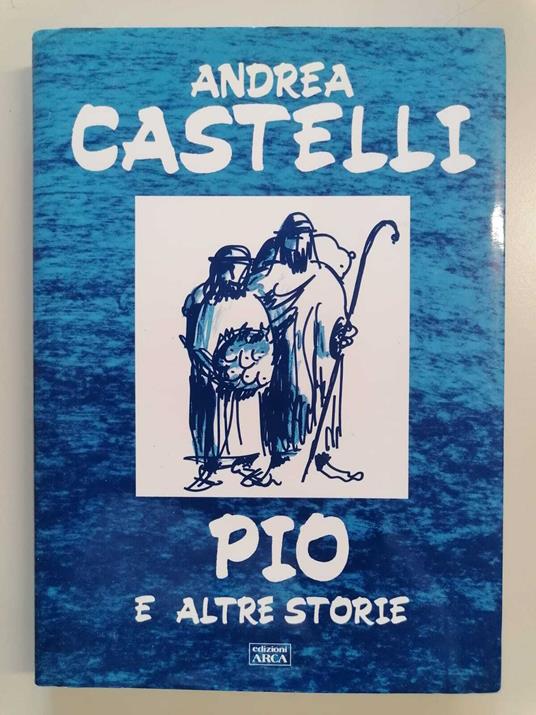 ANDREA
CASTELLI
PIO
E ALTRE STORIE
edizioni
ARCA